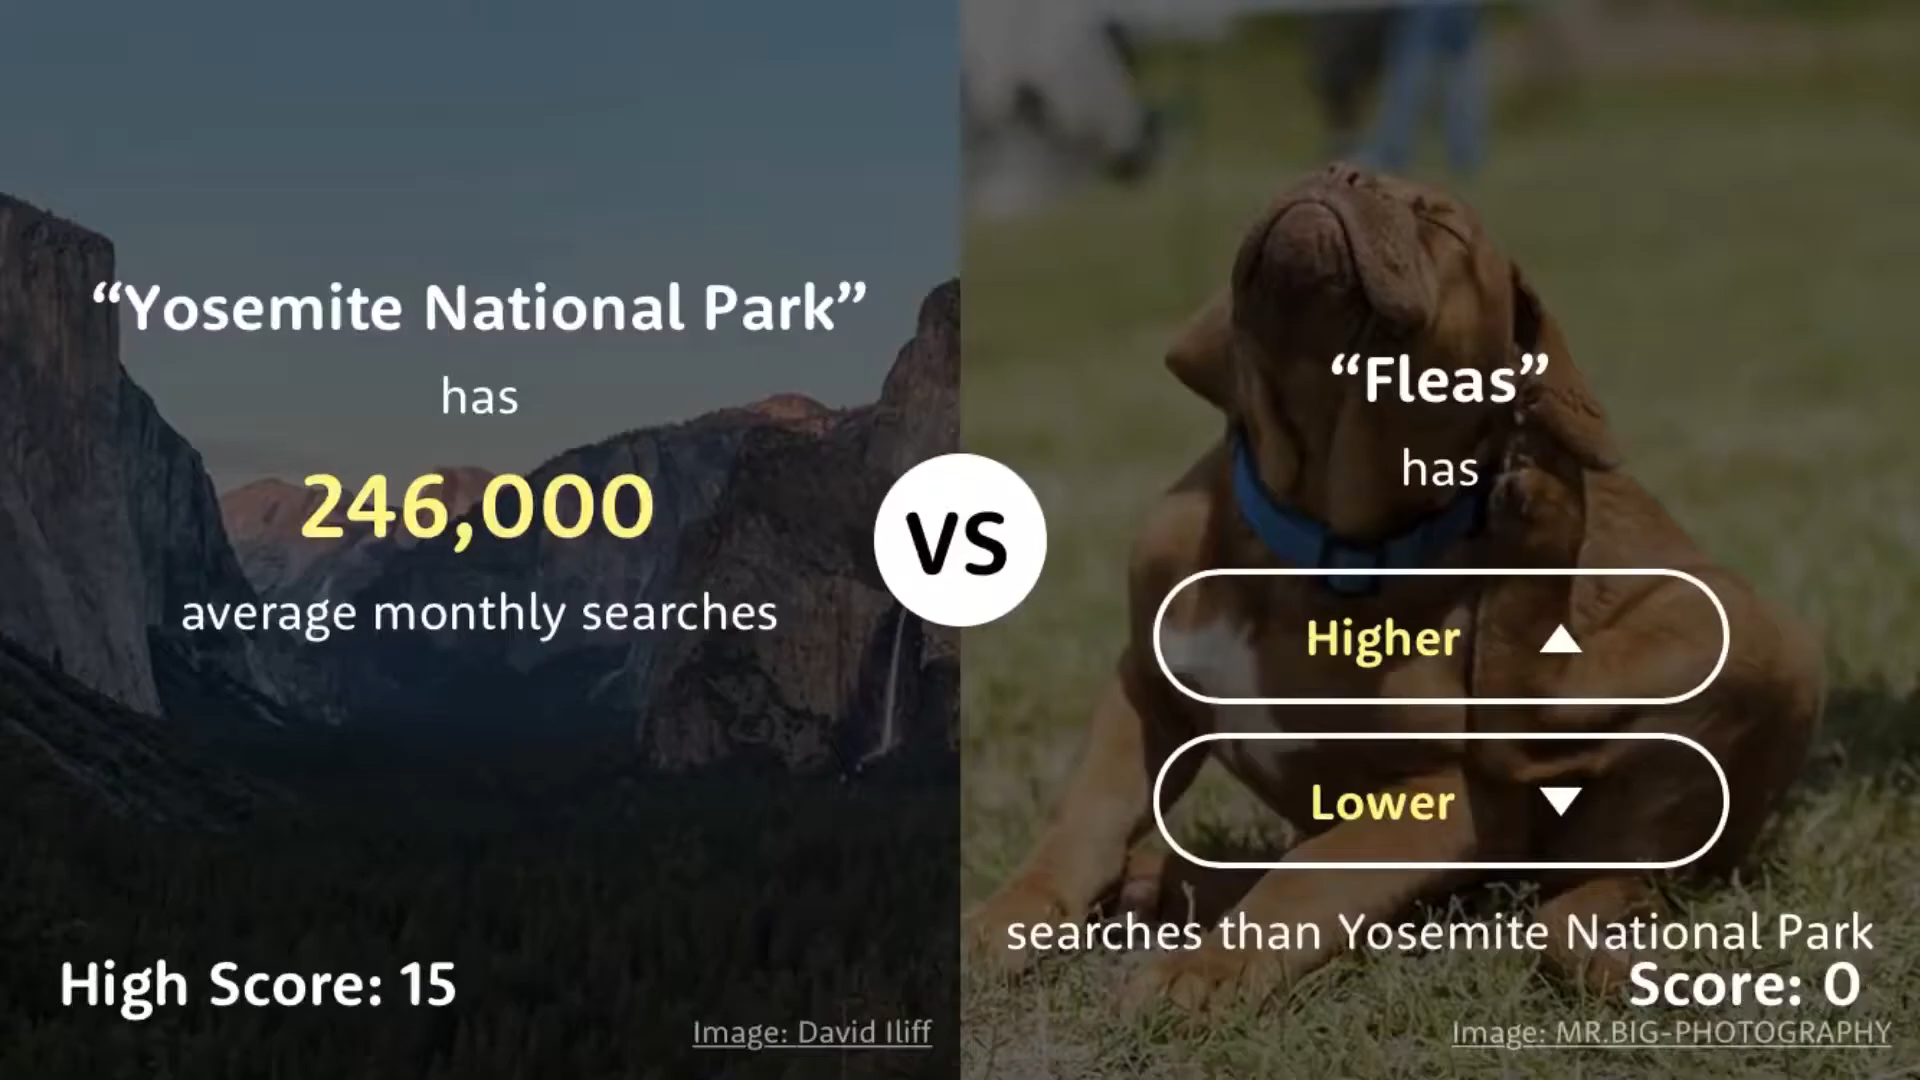 “Yosemite National Park”
has
246,000
average monthly searches
VS
“Fleas”
has
Higher
Lower
searches than Yosemite National Park
High Score: 15
Score: 0
Image: David Iliff
Image: MR.BIG-PHOTOGRAPHY